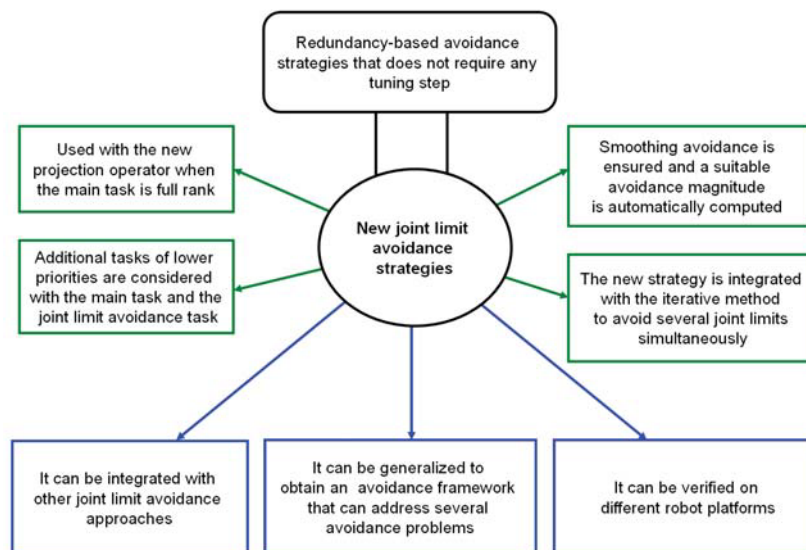 Redundancy-based avoidance
strategies that does not require any
tuning step
Used with the new
projection operator when
the main task is full rank
Smoothing avoidance is
ensured and a suitable
avoidance magnitude
is automatically computed
New joint limit
avoidance
strategies
Additional tasks of lower
priorities are considered
with the main task and the
joint limit avoidance task
The new strategy is integrated
with the iterative method
to avoid several joint limits
simultaneously
It can be integrated with
other joint limit avoidance
approaches
It can be generalized to
obtain an avoidance framework
that can address several
avoidance problems
It can be verified on
different robot platforms